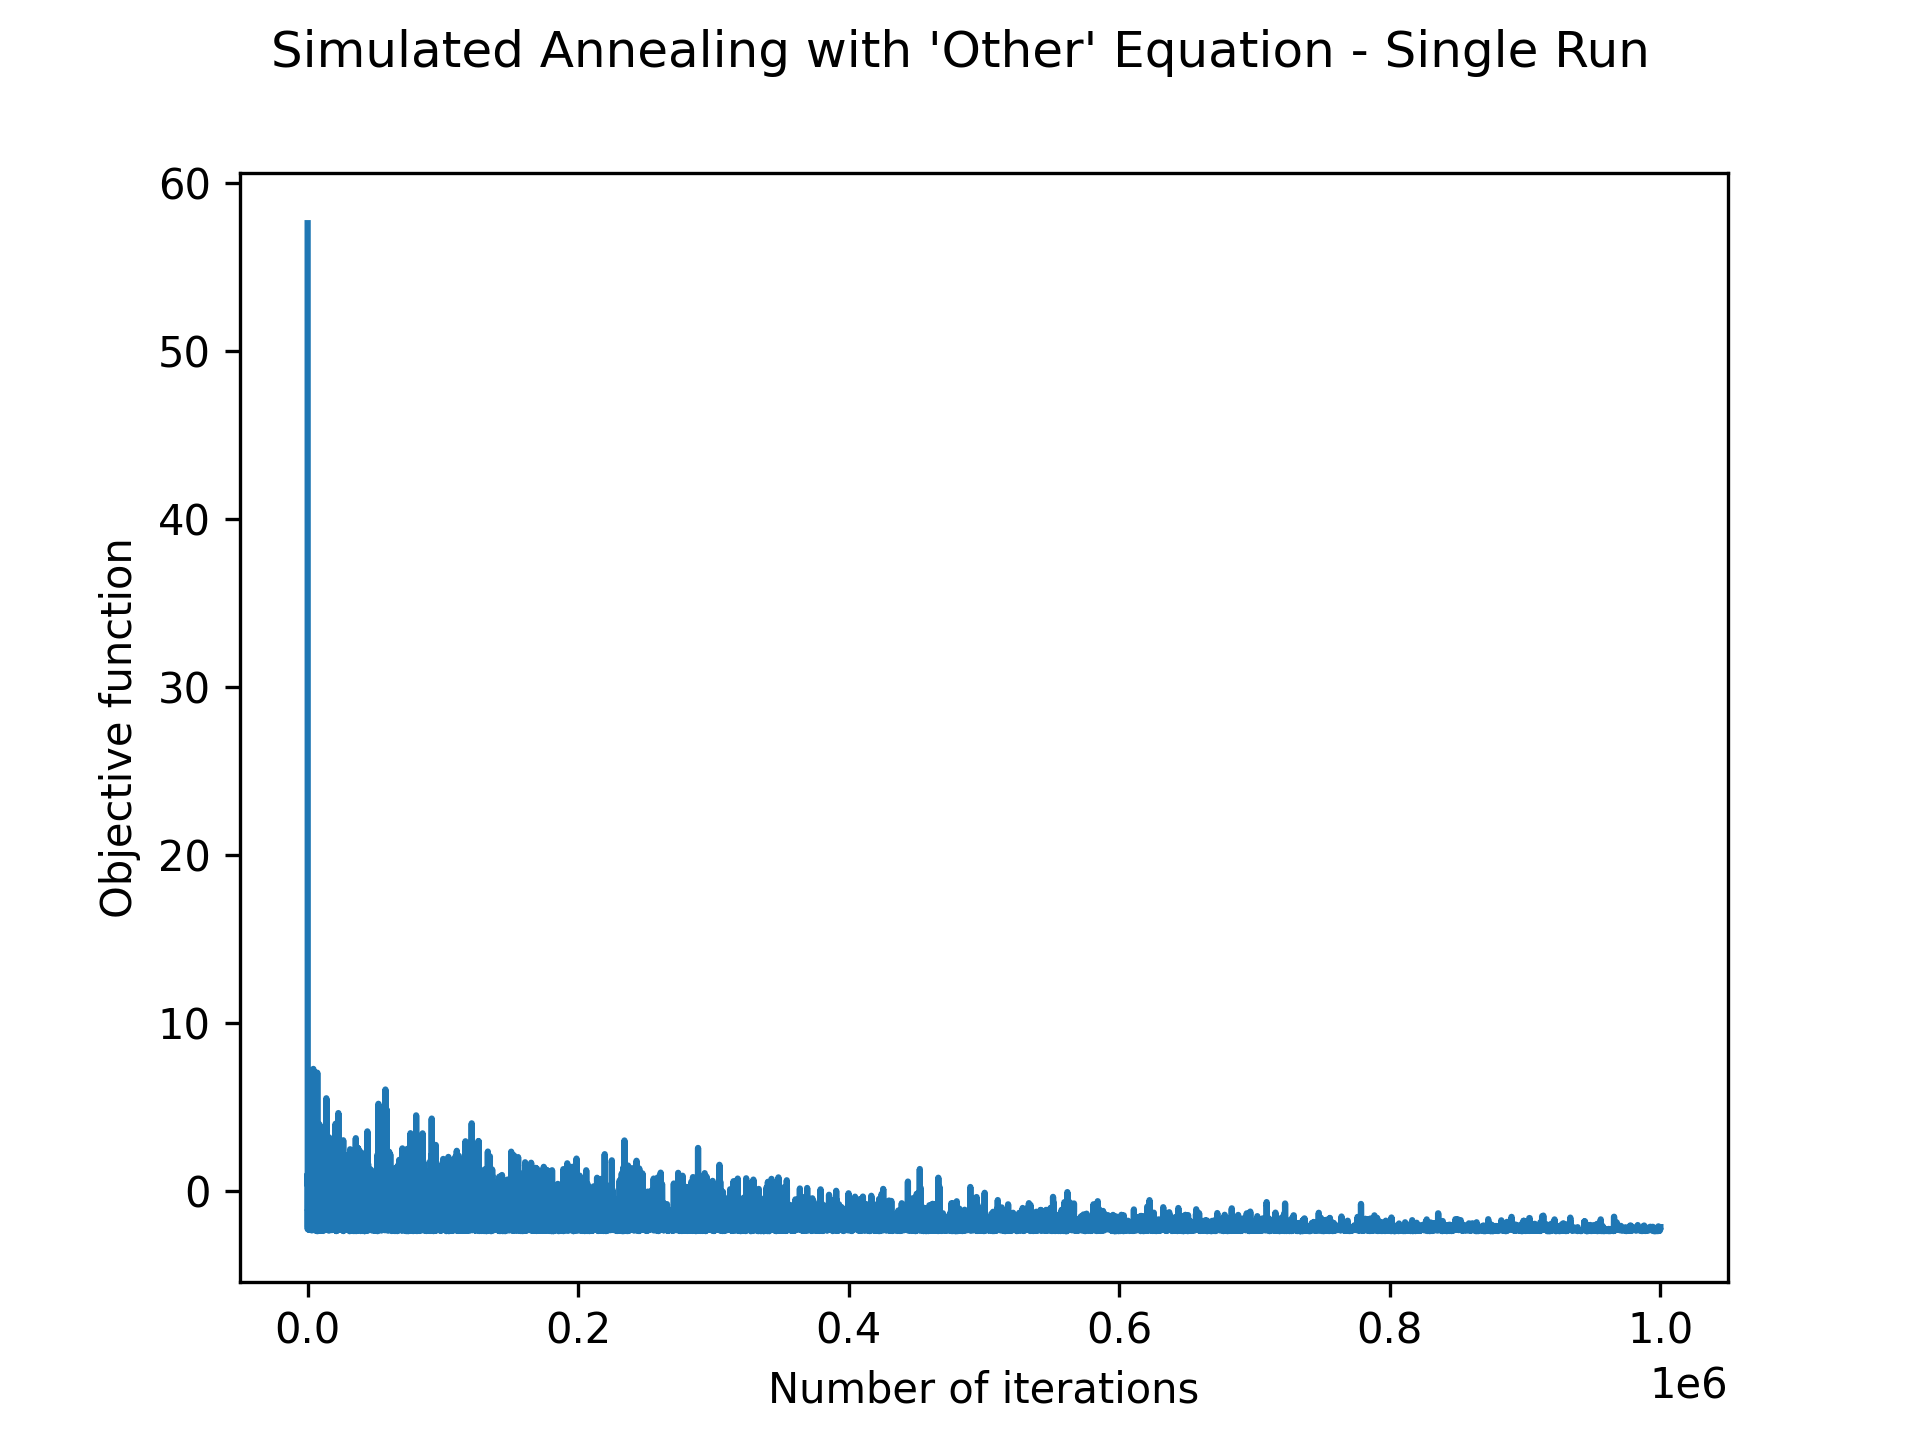 Simulated Annealing with 'Other' Equation - Single Run
60
50
40
30
20
10
0
Objective function
0.0 0.2 0.4 0.6 0.8 1.0
1e6
Number of iterations